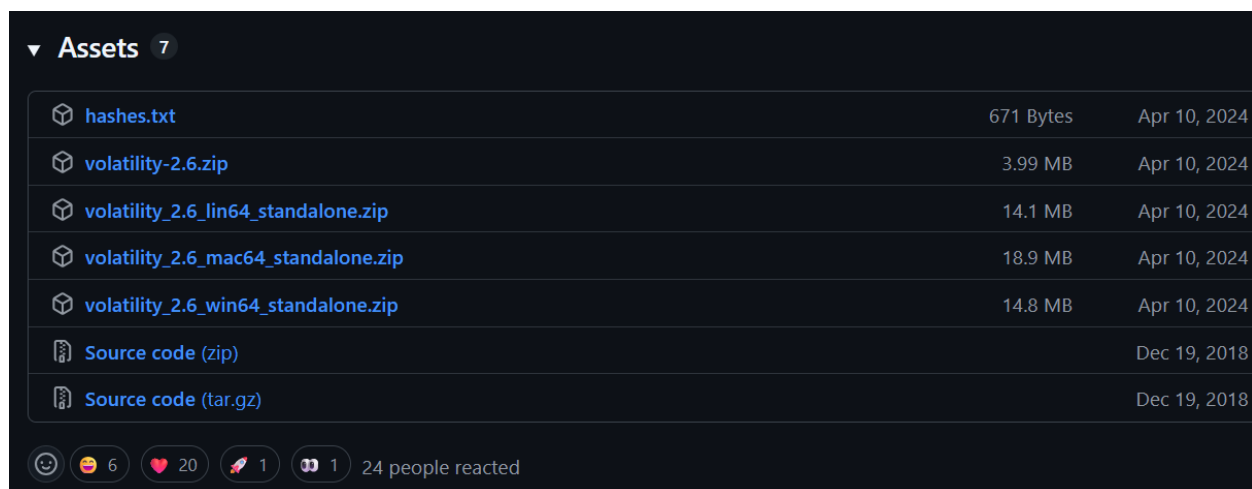 Assets 7
hashes.txt 671 Bytes Apr 10, 2024
volatility-2.6.zip 3.99 MB Apr 10, 2024
volatility_2.6_lin64_standalone.zip 14.1 MB Apr 10, 2024
volatility_2.6_mac64_standalone.zip 18.9 MB Apr 10, 2024
volatility_2.6_win64_standalone.zip 14.8 MB Apr 10, 2024
Source code (zip) Dec 19, 2018
Source code (tar.gz) Dec 19, 2018
6 20 1 1 24 people reacted